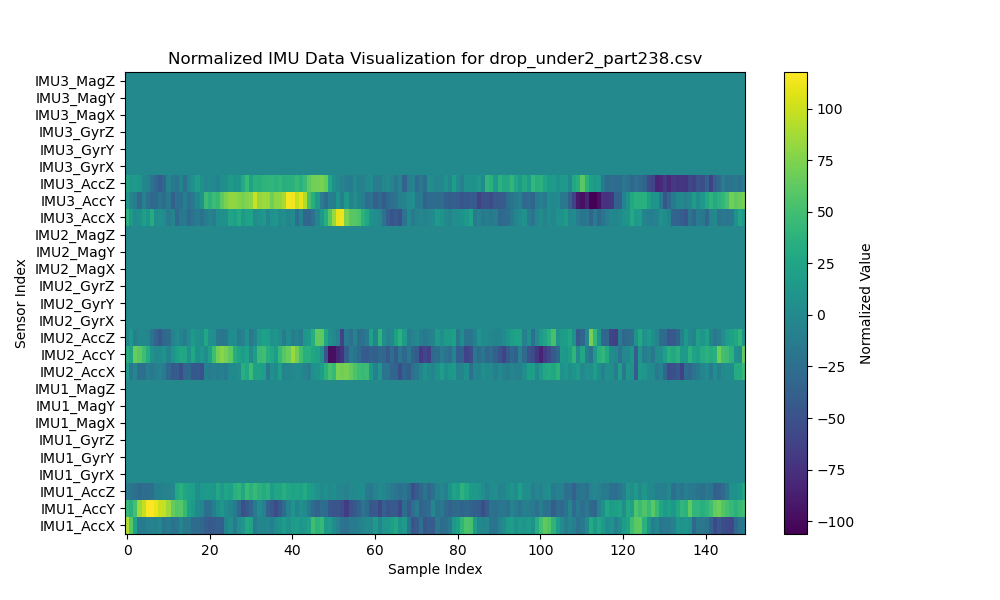 Normalized IMU Data Visualization for drop_under2_part238.csv
IMU3_MagZ
IMU3_MagY
IMU3_MagX
IMU3_GyrZ
IMU3_GyrY
IMU3_GyrX
IMU3_AccZ
IMU3_AccY
IMU3_AccX
IMU2_MagZ
IMU2_MagY
IMU2_MagX
IMU2_GyrZ
IMU2_GyrY
IMU2_GyrX
IMU2_AccZ
IMU2_AccY
IMU2_AccX
IMU1_MagZ
IMU1_MagY
IMU1_MagX
IMU1_GyrZ
IMU1_GyrY
IMU1_GyrX
IMU1_AccZ
IMU1_AccY
IMU1_AccX
Sensor Index
0 20 40 60 80 100 120 140
Sample Index
100
75
50
25
0
−25
−50
−75
−100
Normalized Value